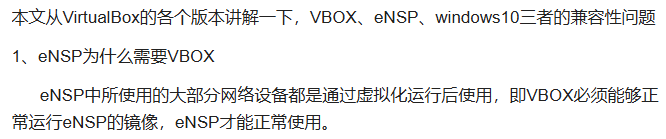 本文从VirtualBox的各个版本讲解一下，VBOX、eNSP、windows10三者的兼容性问题
1、eNSP为什么需要VBOX
eNSP中所使用的大部分网络设备都是通过虚拟化运行后使用，即VBOX必须能够正
常运行eNSP的镜像，eNSP才能正常使用。